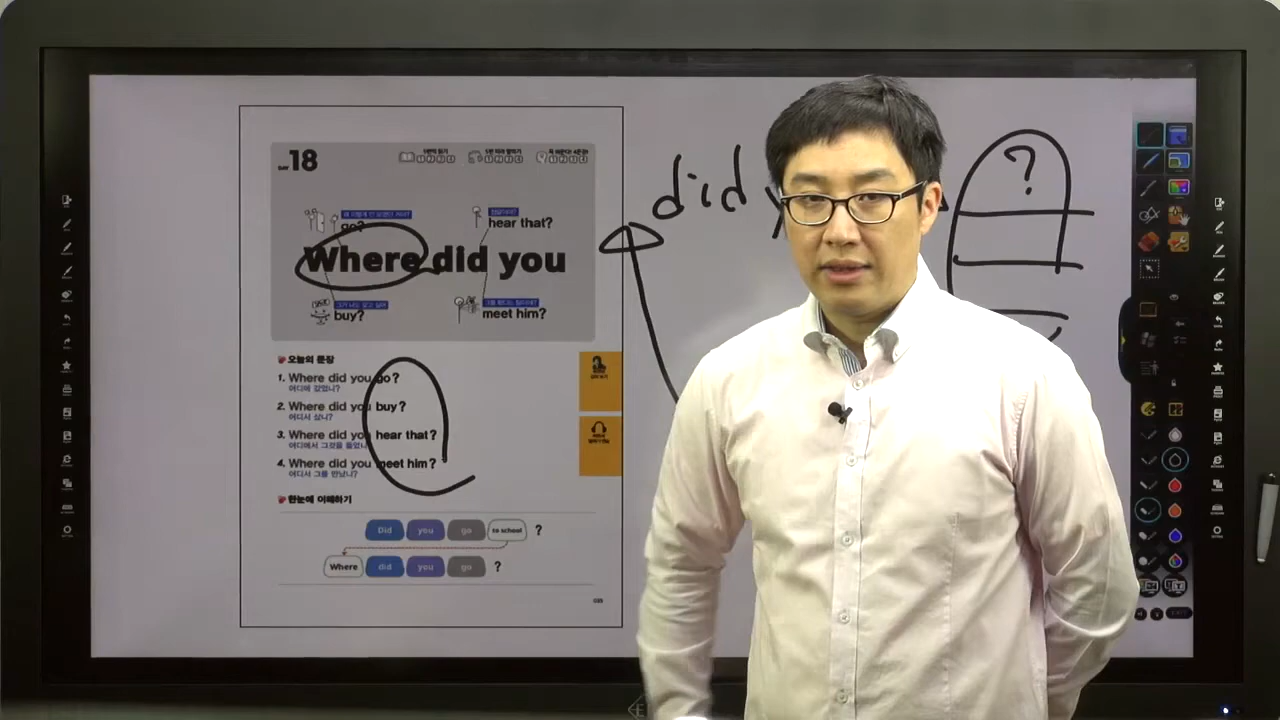 DAY 18
go?
hear that?
Where did you
buy?
meet him?
오늘의 문장
1. Where did you go?
어디에 갔었니?
2. Where did you buy?
어디서 샀니?
3. Where did you hear that?
어디에서 그것을 들었니
4. Where did you meet him?
어디서 그를 만났니?
한눈에 이해하기
Did you go to school ?
Where did you go ?
did
?
EXIT